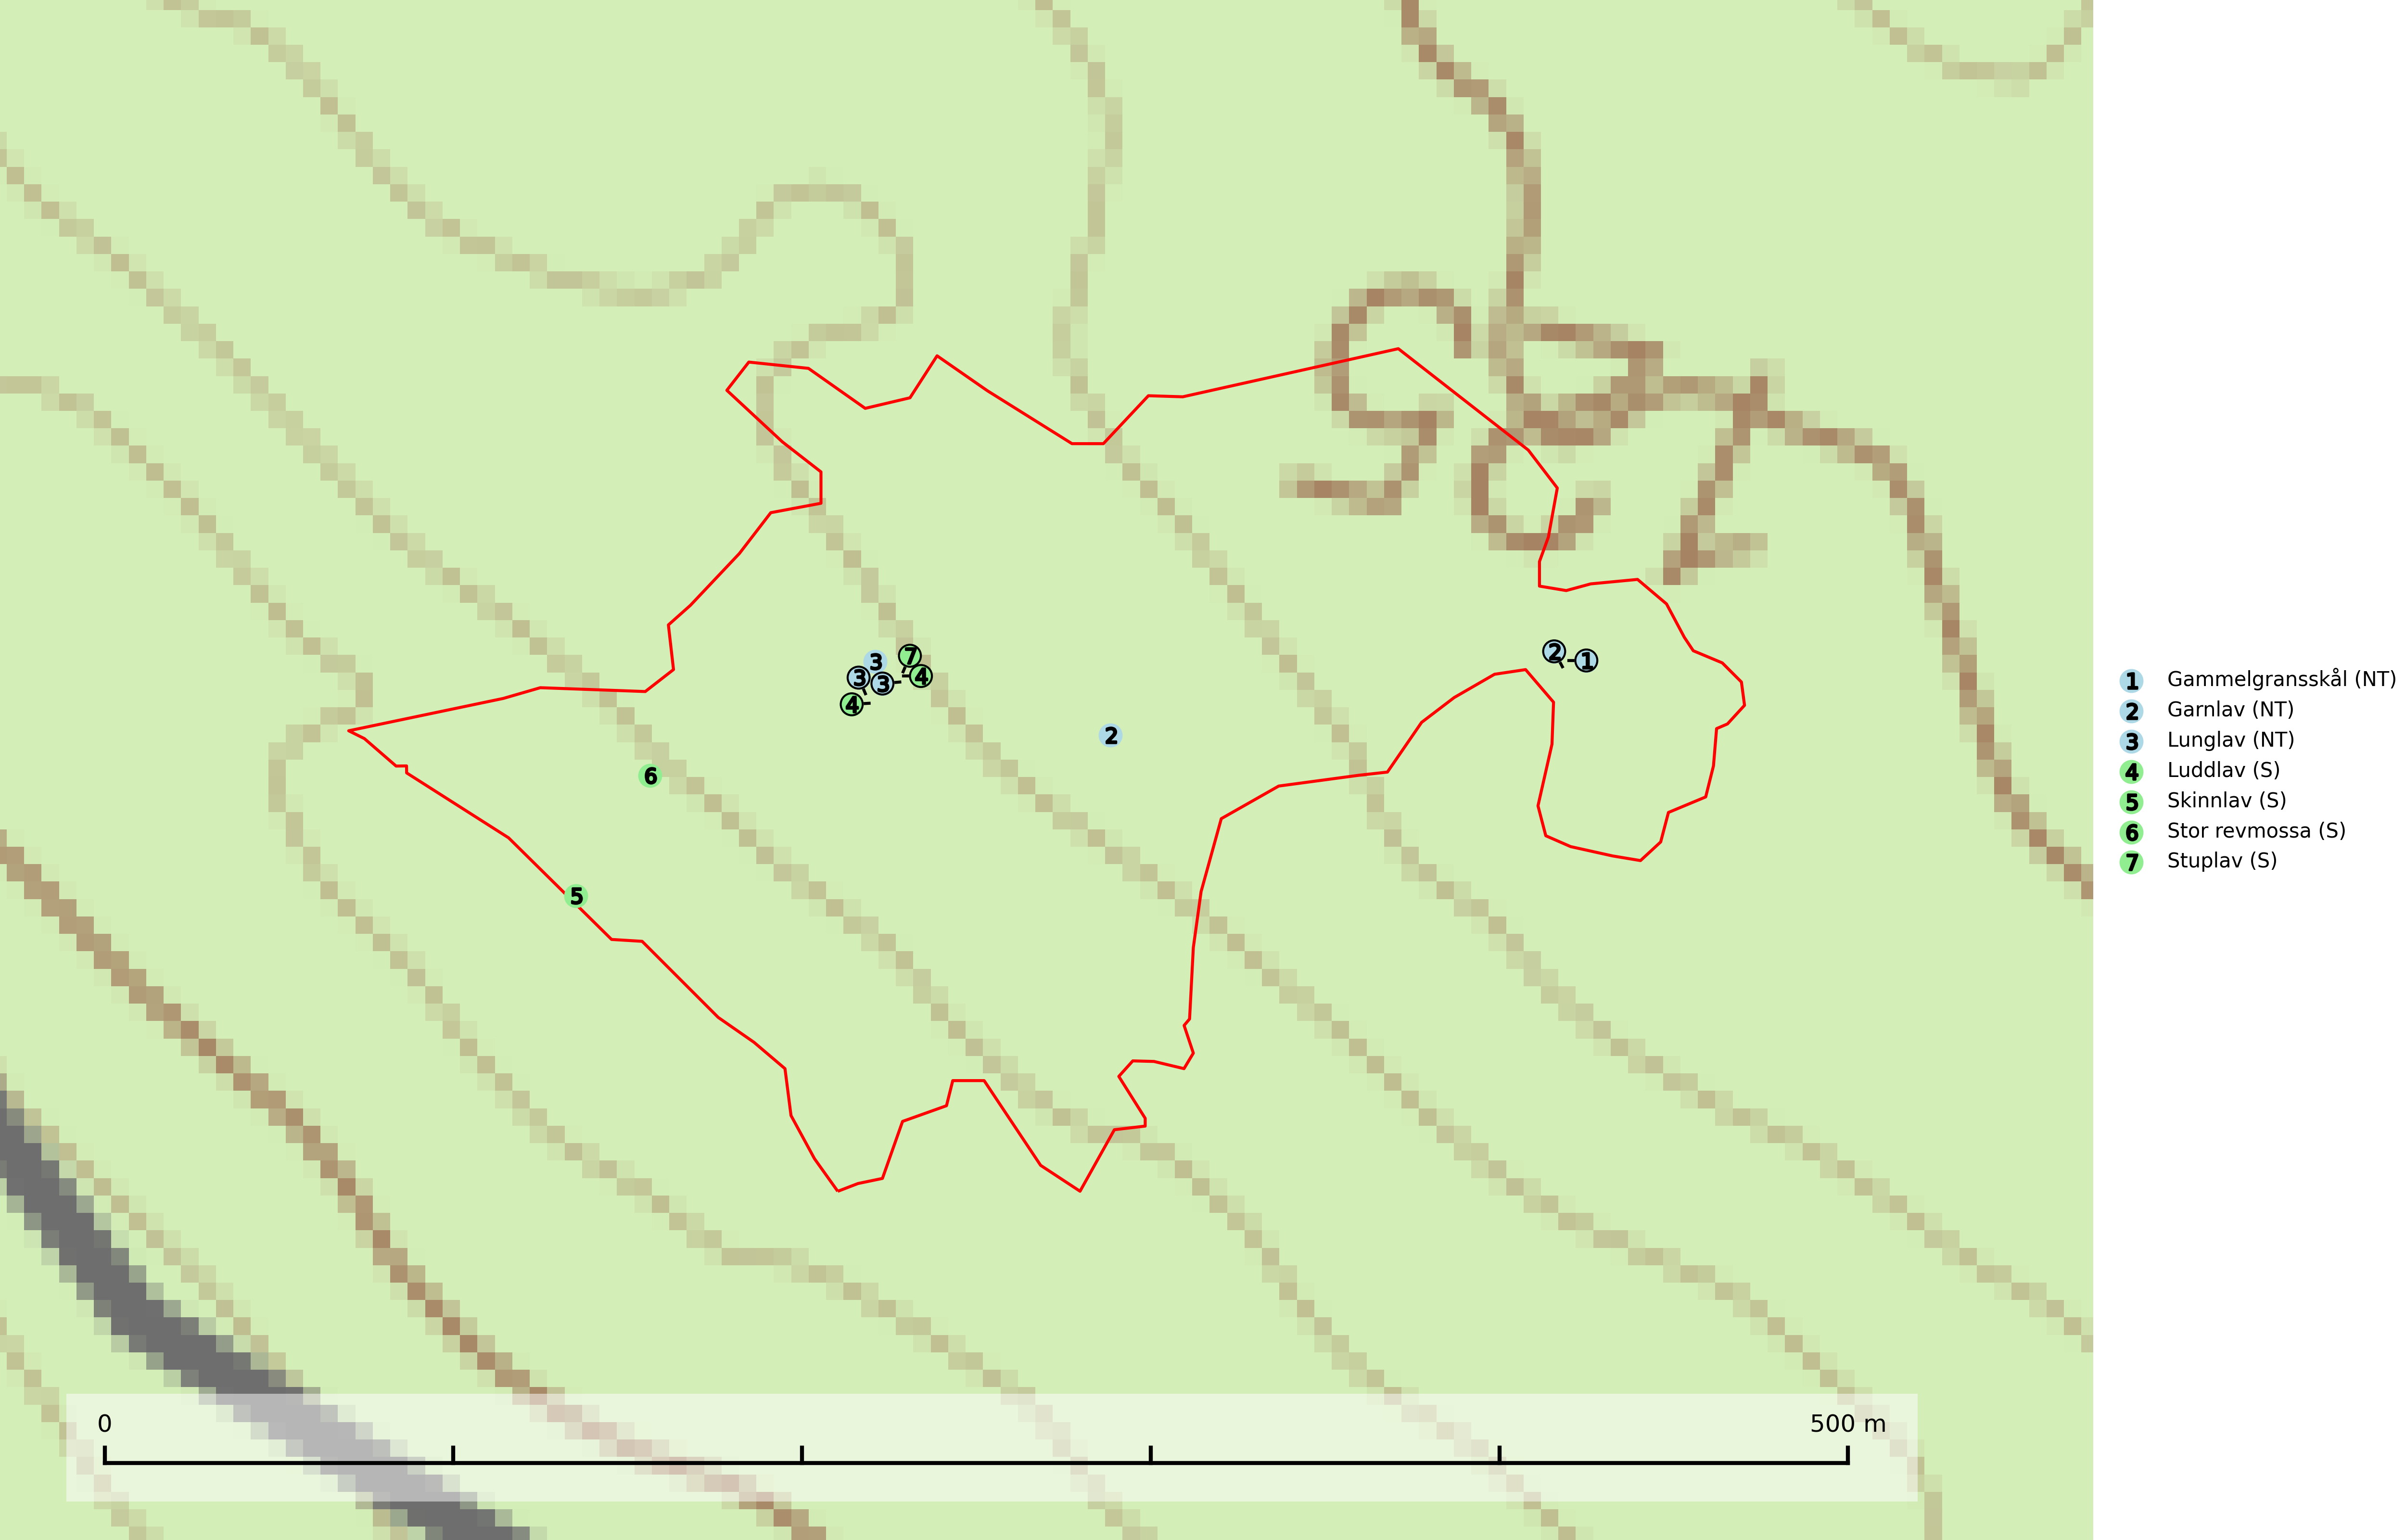 7
3
3
4
3
4
2
1
2
6
5
1 Gammelgransskål (NT)
2 Garnlav (NT)
3 Lunglav (NT)
4 Luddlav (S)
5 Skinnlav (S)
6 Stor revmossa (S)
7 Stuplav (S)
0 500 m